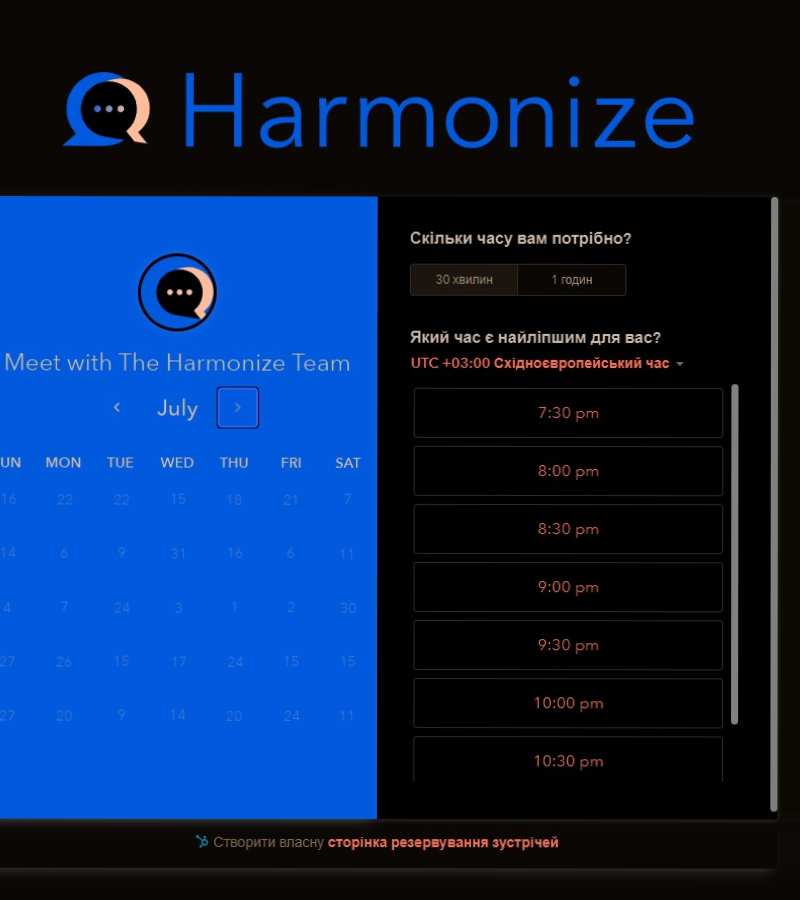 Harmonize
Meet with The Harmonize Team
July
UN MON TUE WED THU FRI SAT
16 22 22 15 18 21 7
14 6 9 31 16 6 11
4 7 24 3 1 2 30
27 26 15 17 24 15 15
27 20 9 14 20 24 11
Скільки часу вам потрібно?
30 хвилин 1 годин
Який час є найліпшим для вас?
UTC +03:00 Східноєвропейський час
7:30 pm
8:00 pm
8:30 pm
9:00 pm
9:30 pm
10:00 pm
10:30 pm
Створити власну сторінка резервування зустрічей